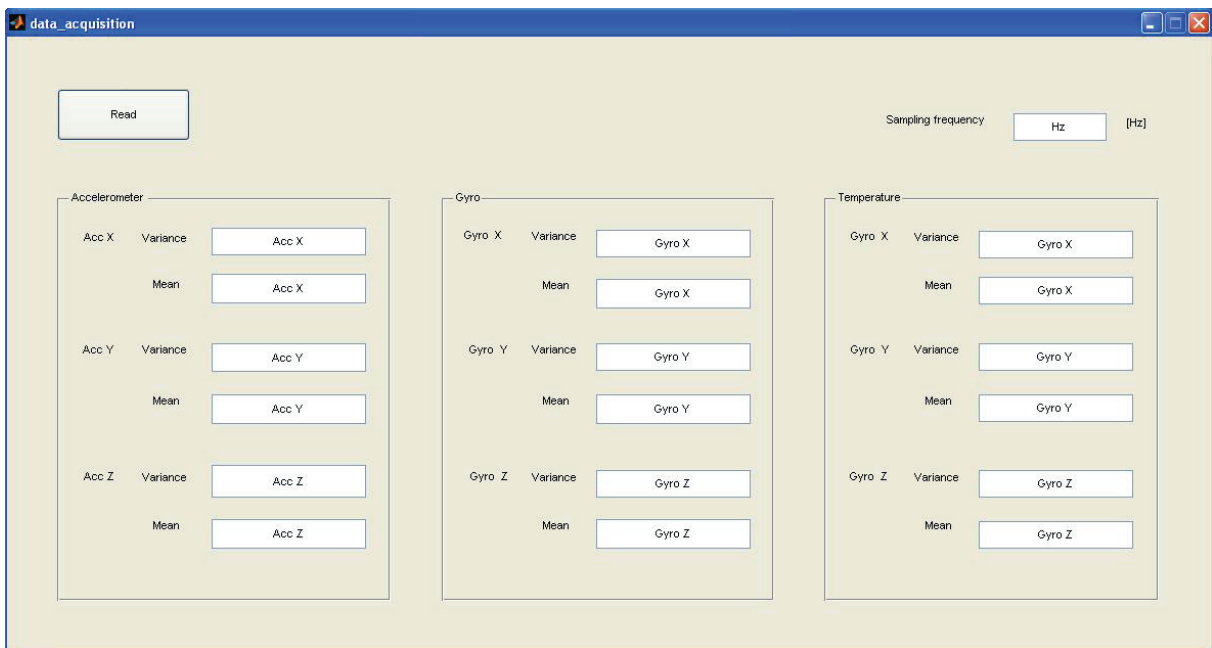 data_acquisition
Read
Sampling frequency Hz [Hz]
Accelerometer
Acc X Variance Acc X
Mean Acc X
Acc Y Variance Acc Y
Mean Acc Y
Acc Z Variance Acc Z
Mean Acc Z
Gyro
Gyro X Variance Gyro X
Mean Gyro X
Gyro Y Variance Gyro Y
Mean Gyro Y
Gyro Z Variance Gyro Z
Mean Gyro Z
Temperature
Gyro X Variance Gyro X
Mean Gyro X
Gyro Y Variance Gyro Y
Mean Gyro Y
Gyro Z Variance Gyro Z
Mean Gyro Z